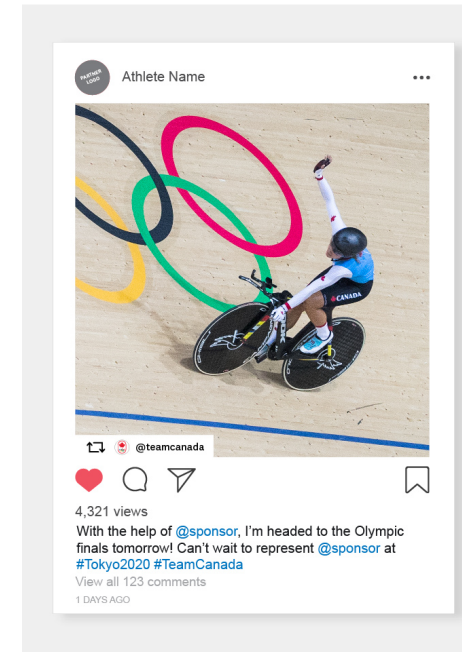 PARTNER
LOGO
Athlete Name
CANADA
@teamcanada
4,321 views
With the help of @sponsor, I'm headed to the Olympic
finals tomorrow! Can't wait to represent @sponsor at
#Tokyo2020 #TeamCanada
View all 123 comments
1 DAYS AGO